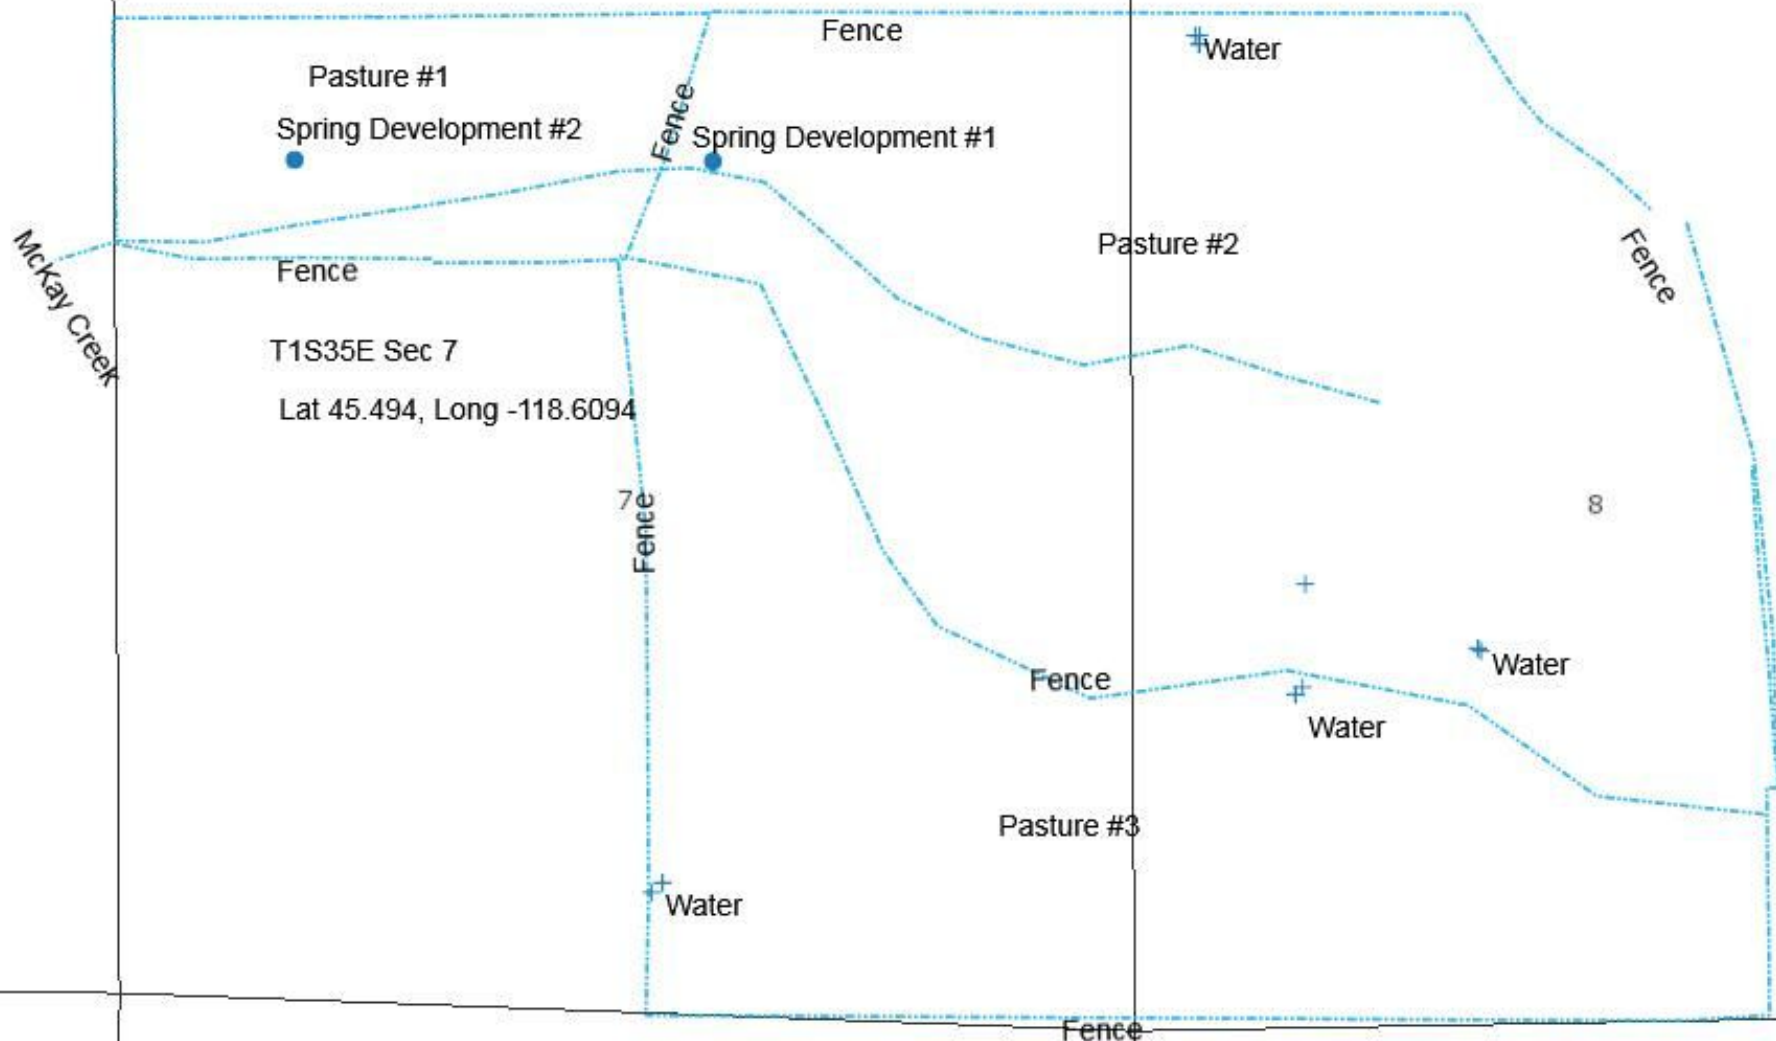 Fence
Water
Pasture #1
Spring Development #2
Fence
Spring Development #1
Pasture #2
Fence
McKay Creek
Fence
T1S35E Sec 7
Lat 45.494, Long -118.6094
7
Fence
8
Water
Fence
Water
Pasture #3
Water
Fence